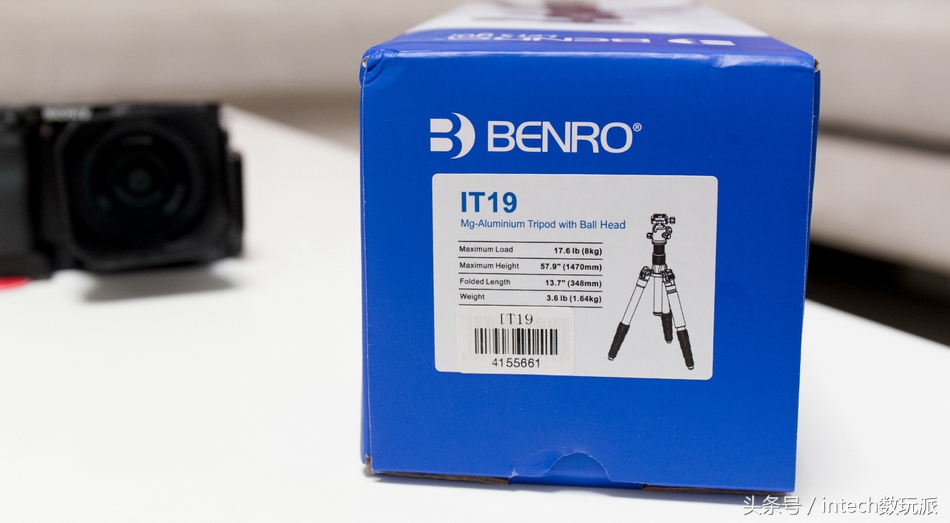 BENRO®
IT19
Mg-Aluminium Tripod with Ball Head
Maximum Load 17.6 lb (8kg)
Maximum Height 57.9" (1470mm)
Folded Length 13.7" (348mm)
Weight 3.6 lb (1.64kg)
IT19
4155661
头条号 / intech数玩派